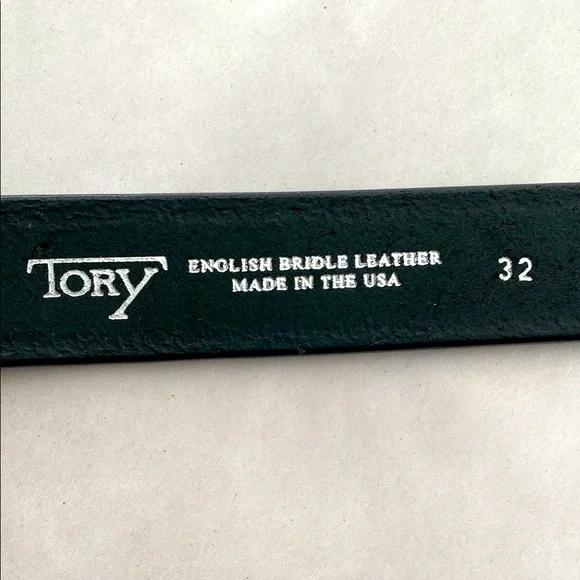 TORY
ENGLISH BRIDLE LEATHER
MADE IN THE USA
32